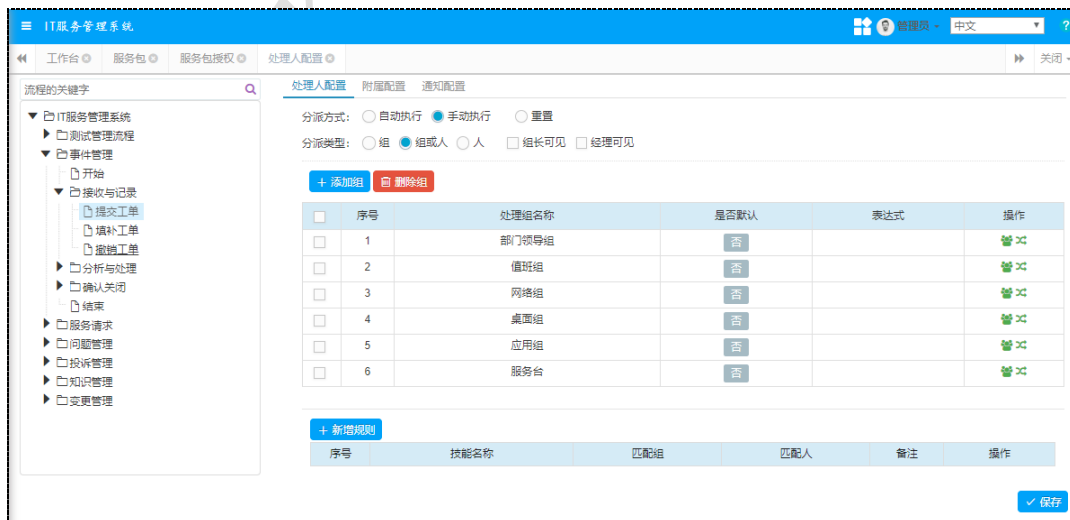 IT服务管理系统 管理员 中文 ?
工作台 服务包 服务包授权 处理人配置 关闭
流程的关键字
IT服务管理系统
测试管理流程
事件管理
开始
接收与记录
提交工单
填补工单
撤销工单
分析与处理
确认关闭
结束
服务请求
问题管理
投诉管理
知识管理
变更管理
处理人配置 附属配置 通知配置
分派方式: 自动执行 手动执行 重置
分派类型: 组 组或人 人 组长可见 经理可见
+ 添加组 删除组
序号 处理组名称 是否默认 表达式 操作
1 部门领导组 否
2 值班组 否
3 网络组 否
4 桌面组 否
5 应用组 否
6 服务台 否
+ 新增规则
序号 技能名称 匹配组 匹配人 备注 操作
保存